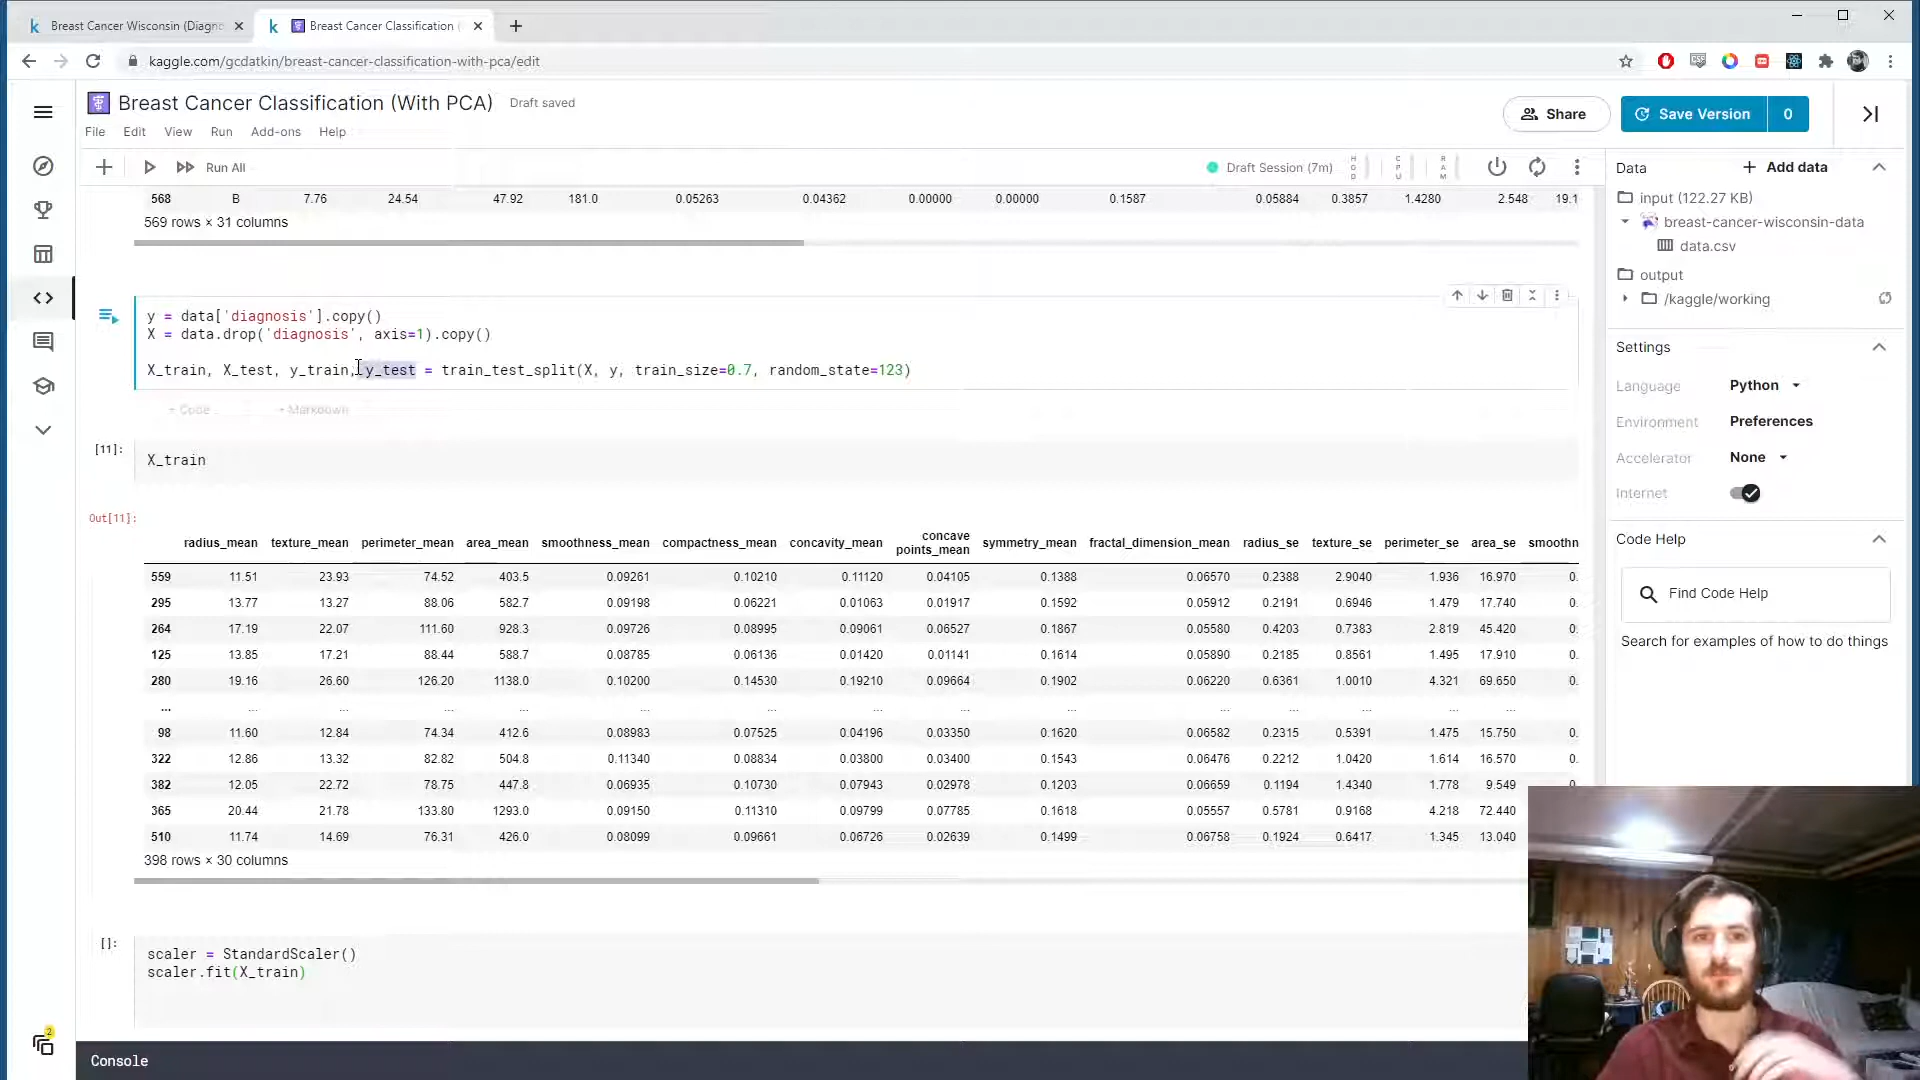 Breast Cancer Wisconsin (Diagno
Breast Cancer Classification (
kaggle.com/gcdatkin/breast-cancer-classification-with-pca/edit
Breast Cancer Classification (With PCA)
Draft saved
File Edit View Run Add-ons Help
Share
Save Version 0
Run All
Draft Session (7m)
568 B 7.76 24.54 47.92 181.0 0.05263 0.04362 0.00000 0.00000 0.1587 0.05884 0.3857 1.4280 2.548 19.1
569 rows × 31 columns
y = data['diagnosis'].copy()
X = data.drop('diagnosis', axis=1).copy()
X_train, X_test, y_train, y_test = train_test_split(X, y, train_size=0.7, random_state=123)
+ Code + Markdown
[11]:
X_train
Out[11]:
radius_mean texture_mean perimeter_mean area_mean smoothness_mean compactness_mean concavity_mean concave points_mean symmetry_mean fractal_dimension_mean radius_se texture_se perimeter_se area_se smoothn
559 11.51 23.93 74.52 403.5 0.09261 0.10210 0.11120 0.04105 0.1388 0.06570 0.2388 2.9040 1.936 16.970 0.
295 13.77 13.27 88.06 582.7 0.09198 0.06221 0.01063 0.01917 0.1592 0.05912 0.2191 0.6946 1.479 17.740 0.
264 17.19 22.07 111.60 928.3 0.09726 0.08995 0.09061 0.06527 0.1867 0.05580 0.4203 0.7383 2.819 45.420 0.
125 13.85 17.21 88.44 588.7 0.08785 0.06136 0.01420 0.01141 0.1614 0.05890 0.2185 0.8561 1.495 17.910 0.
280 19.16 26.60 126.20 1138.0 0.10200 0.14530 0.19210 0.09664 0.1902 0.06220 0.6361 1.0010 4.321 69.650 0.
... ... ... ... ... ... ... ... ... ... ... ... ... ... ...
98 11.60 12.84 74.34 412.6 0.08983 0.07525 0.04196 0.03350 0.1620 0.06582 0.2315 0.5391 1.475 15.750 0.
322 12.86 13.32 82.82 504.8 0.11340 0.08834 0.03800 0.03400 0.1543 0.06476 0.2212 1.0420 1.614 16.570 0.
382 12.05 22.72 78.75 447.8 0.06935 0.10730 0.07943 0.02978 0.1203 0.06659 0.1194 1.4340 1.778 9.549 0.
365 20.44 21.78 133.80 1293.0 0.09150 0.11310 0.09799 0.07785 0.1618 0.05557 0.5781 0.9168 4.218 72.440
510 11.74 14.69 76.31 426.0 0.08099 0.09661 0.06726 0.02639 0.1499 0.06758 0.1924 0.6417 1.345 13.040
398 rows × 30 columns
[]:
scaler = StandardScaler()
scaler.fit(X_train)
Console
2
Data
+ Add data
input (122.27 KB)
breast-cancer-wisconsin-data
data.csv
output
/kaggle/working
Settings
Language Python
Environment Preferences
Accelerator None
Internet
Code Help
Find Code Help
Search for examples of how to do things